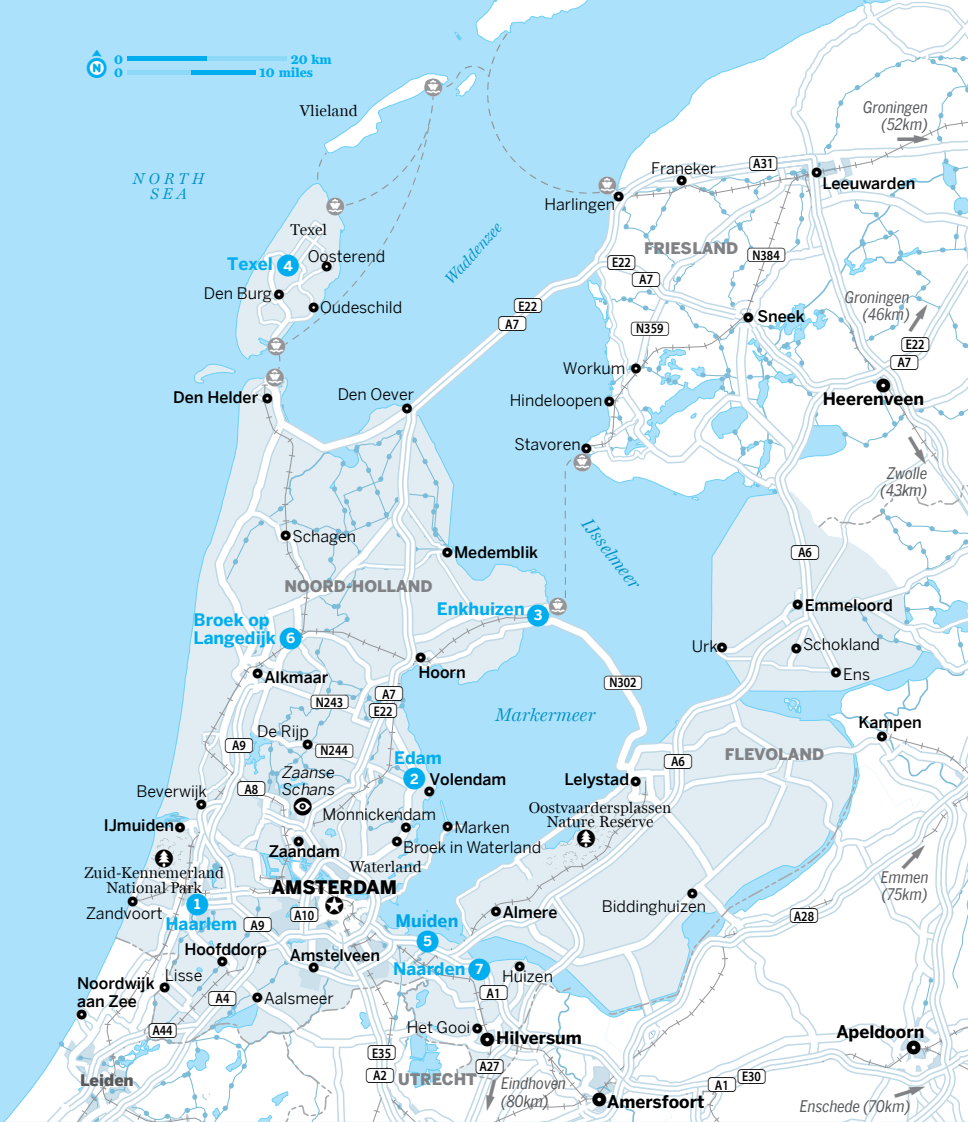 0
20 km
N
0
10 miles
Vlieland
Groningen
(52km)
NORTH
SEA
Franeker
A31
Leeuwarden
Harlingen
Texel
FRIESLAND
Waddenzee
Oosterend
Texel 4
E22
N384
A7
Den Burg
Oudeschild
Groningen
(46km)
E22
A7
Sneek
N359
E22
A7
Workum
Den Helder
Den Oever
Hindeloopen
Heerenveen
Stavoren
Zwolle
(43km)
IJsselmeer
Schagen
Medemblik
A6
NOORD-HOLLAND
Enkhuizen 3
Emmeloord
Broek op
Langedijk 6
Urk
Schokland
Hoorn
Ens
Alkmaar
N302
A7
N243
E22
Markermeer
Kampen
De Rijp
A9
N244
FLEVOLAND
Edam
2
A6
Zaanse
Schans
Volendam
Lelystad
A8
Beverwijk
Oostvaardersplassen
Nature Reserve
Monnickendam
IJmuiden
Marken
Zaandam
Broek in Waterland
Waterland
Zuid-Kennemerland
National Park
AMSTERDAM
Emmen
(75km)
1
Haarlem
Zandvoort
A10
Biddinghuizen
Almere
A28
A9
Muiden
5
Hoofddorp
Amstelveen
Naarden 7
Huizen
Lisse
Noordwijk
aan Zee
A4
Aalsmeer
A1
A44
Het Gooi
Hilversum
Apeldoorn
E35
A2
A27
Leiden
UTRECHT
Eindhoven
(80km)
E30
A1
Amersfoort
Enschede (70km)